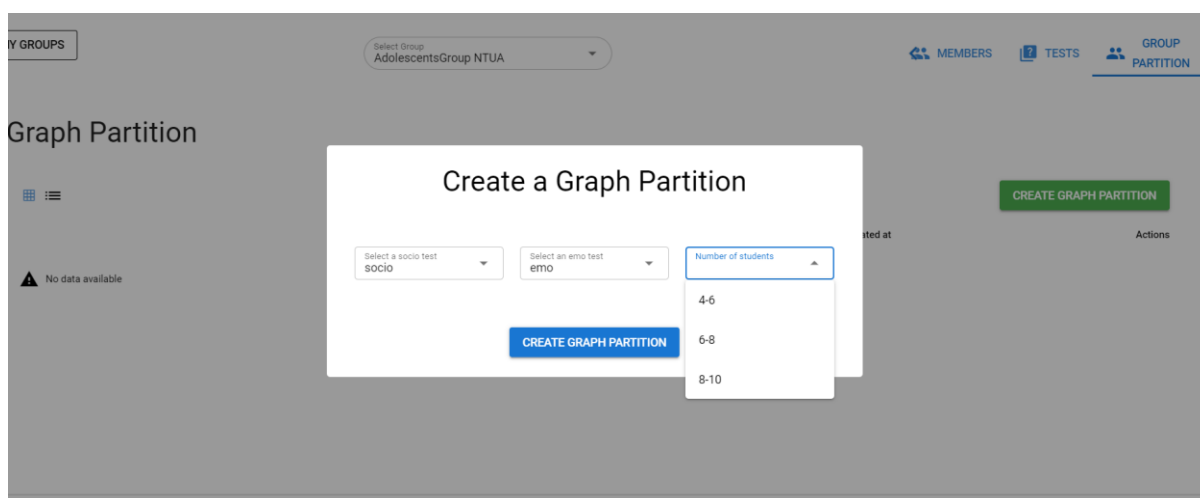 Y GROUPS
Select Group
AdolescentsGroup NTUA
MEMBERS
TESTS
GROUP
PARTITION
Graph Partition
Create a Graph Partition
CREATE GRAPH PARTITION
ated at
Actions
Select a socio test
socio
Select an emo test
emo
Number of students
No data available
4-6
6-8
8-10
CREATE GRAPH PARTITION